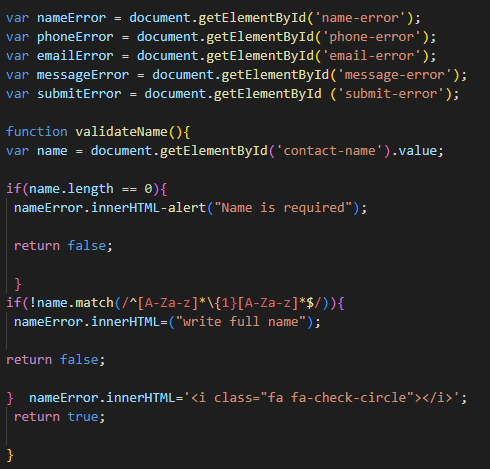 var nameError = document.getElementById('name-error');
var phoneError = document.getElementById('phone-error');
var emailError = document.getElementById('email-error');
var messageError = document.getElementById('message-error');
var submitError = document.getElementById ('submit-error');
function validateName(){
var name = document.getElementById('contact-name').value;
if(name.length == 0){
nameError.innerHTML-alert("Name is required");
return false;
}
if(!name.match(/^[A-Za-z]*\{1}[A-Za-z]*$/)){
nameError.innerHTML=("write full name");
return false;
}  nameError.innerHTML='<i class="fa fa-check-circle"></i>';
return true;
}